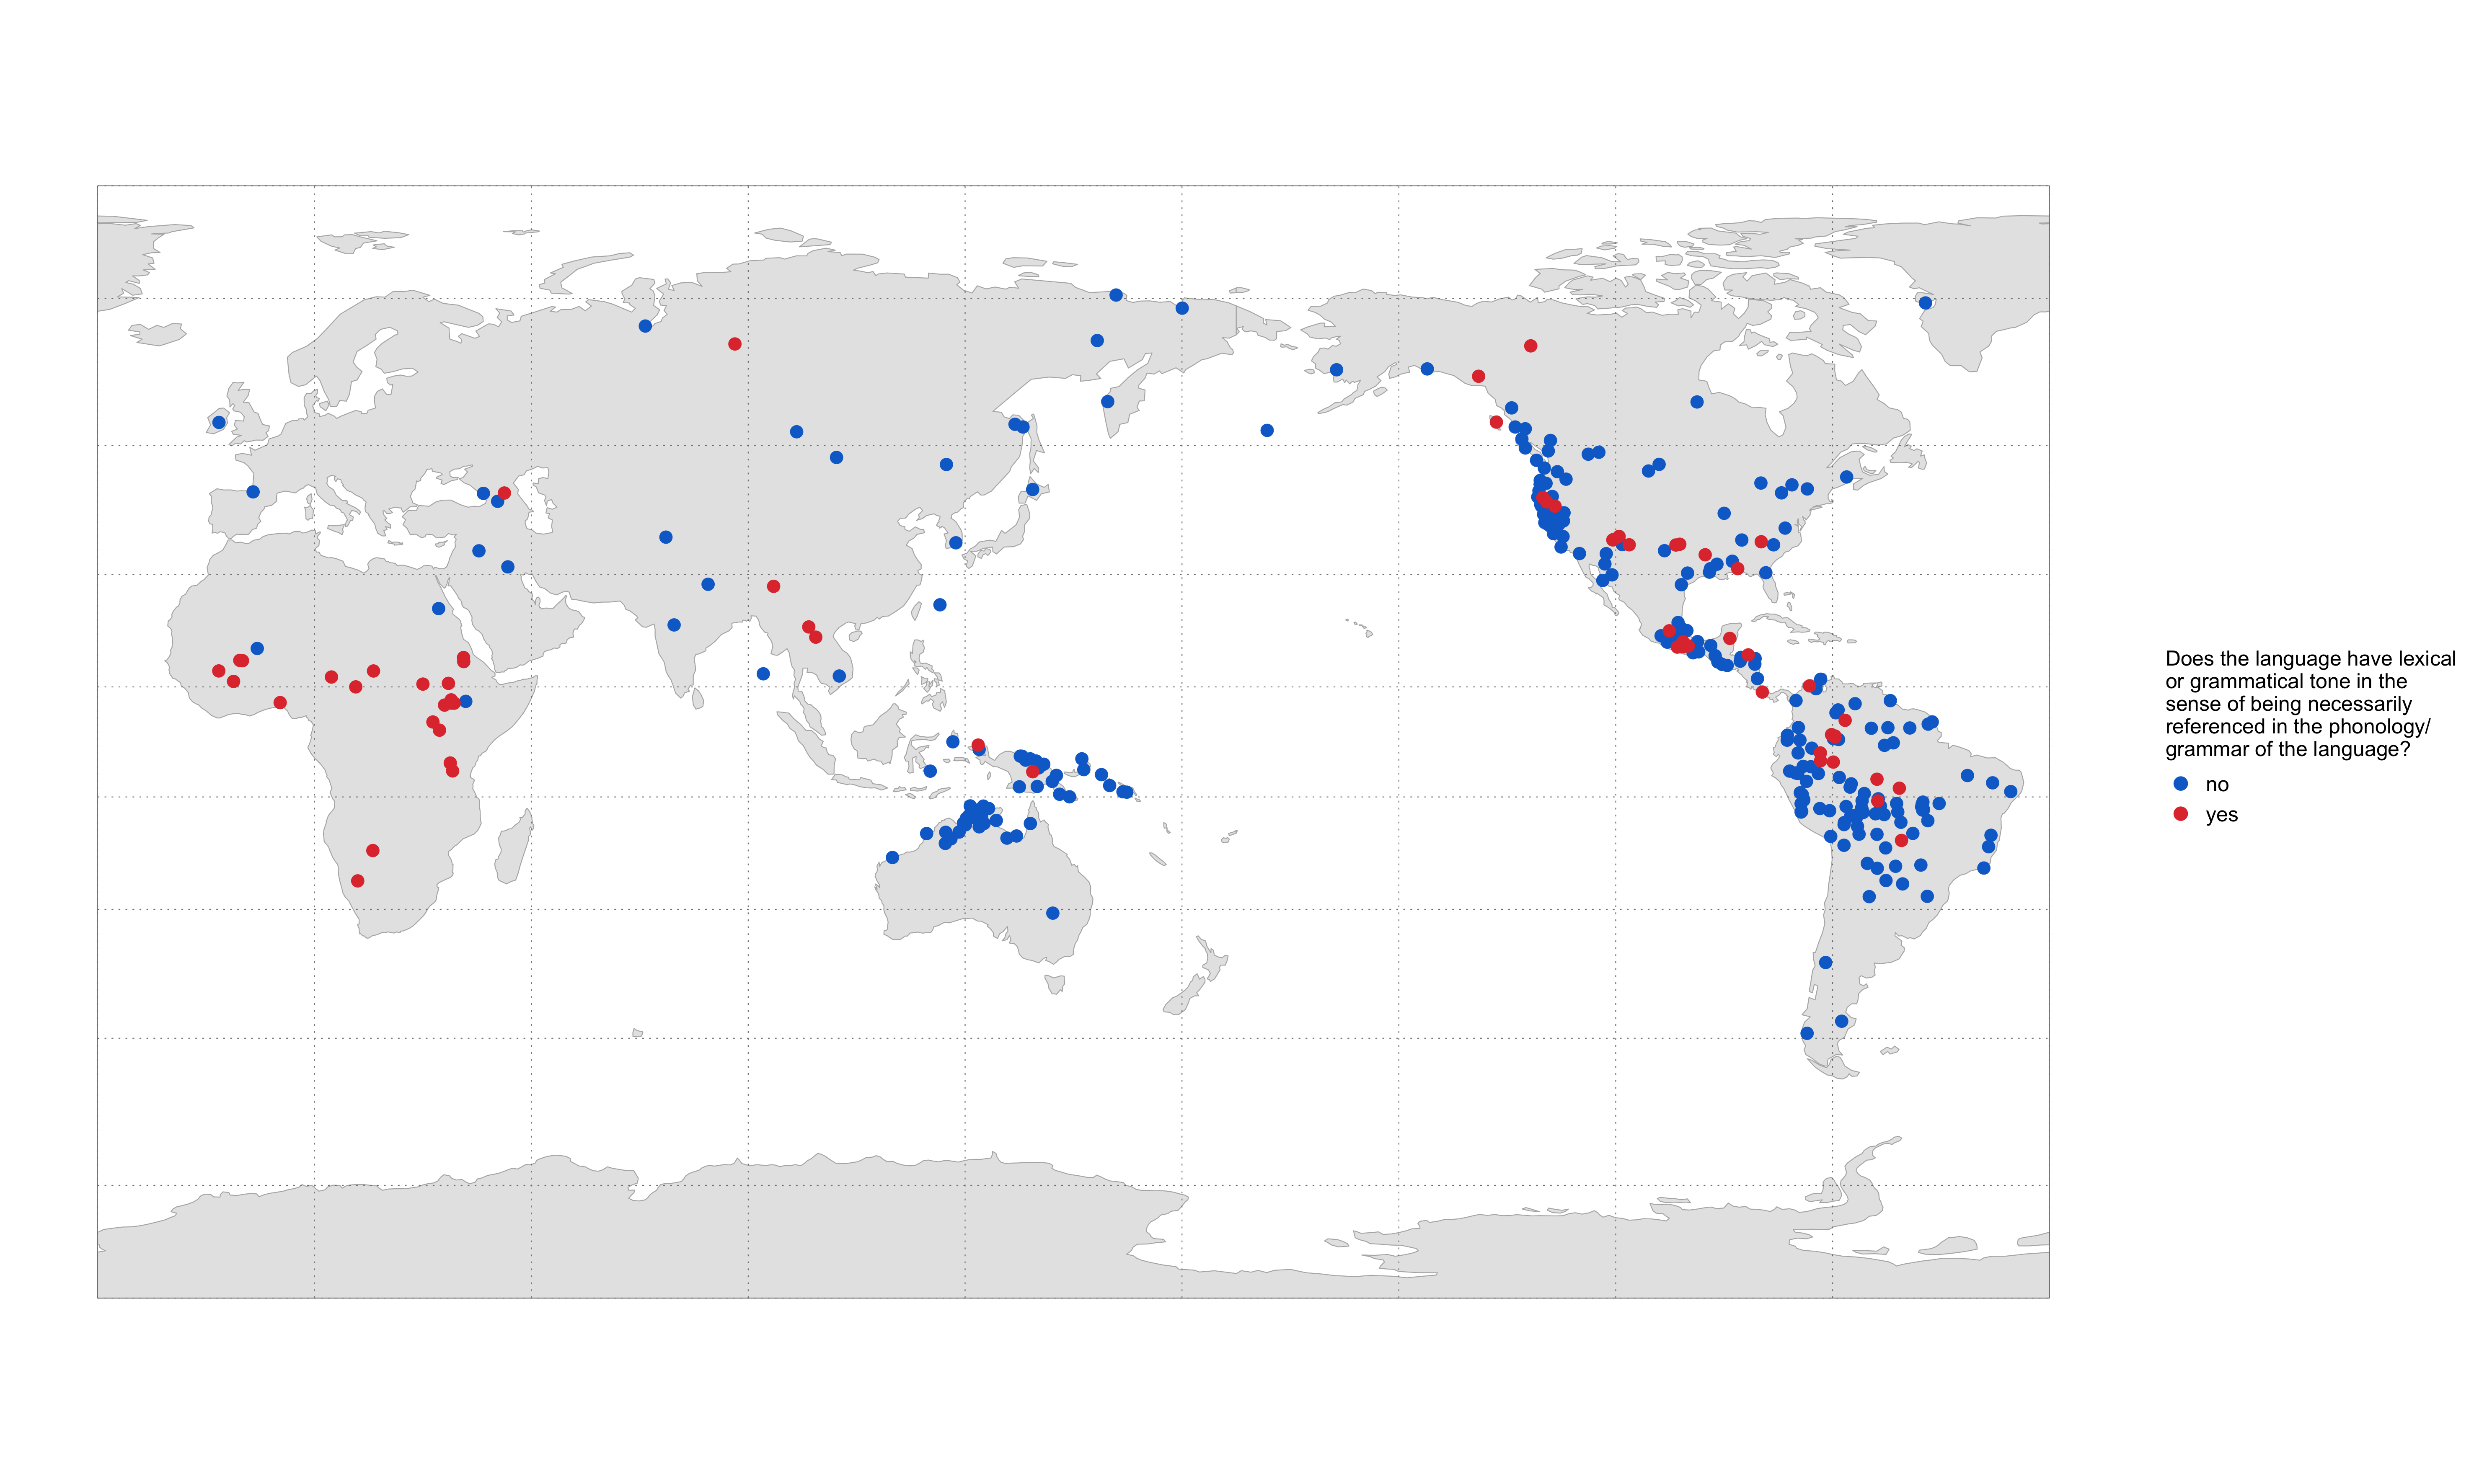 Does the language have lexical
or grammatical tone in the
sense of being necessarily
referenced in the phonology/
grammar of the language?
no
yes